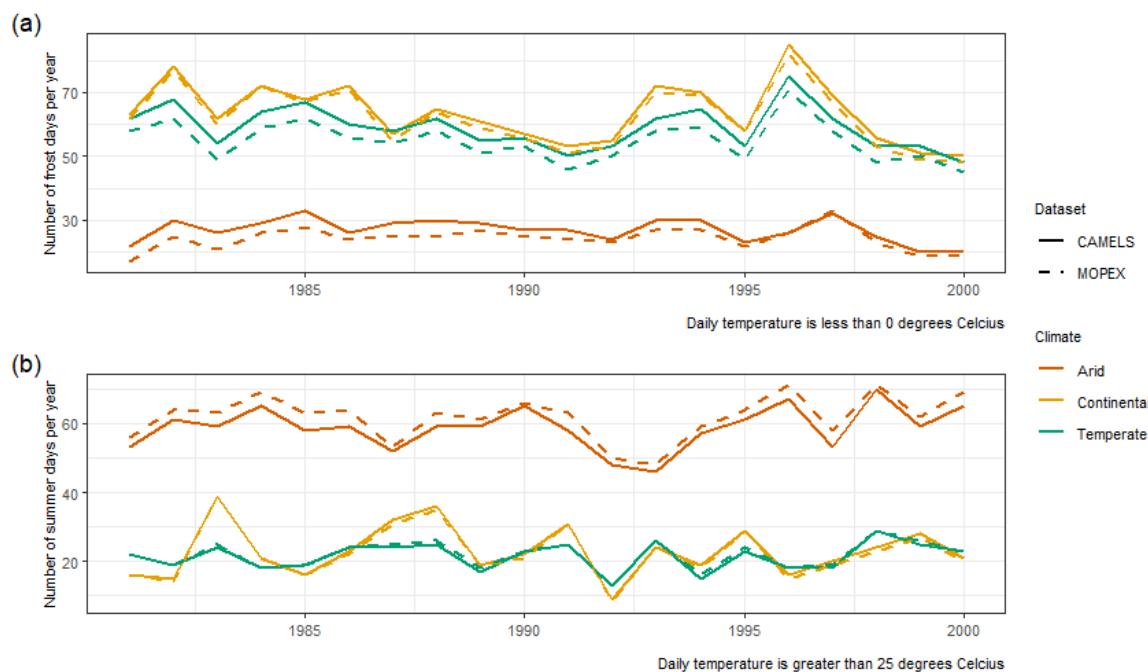 (a)
Number of frost days per year
70
50
30
1985
1990
1995
2000
Daily temperature is less than 0 degrees Celcius
(b)
Number of summer days per year
60
40
20
1985
1990
1995
2000
Daily temperature is greater than 25 degrees Celcius
Dataset
CAMELS
MOPEX
Climate
Arid
Continental
Temperate